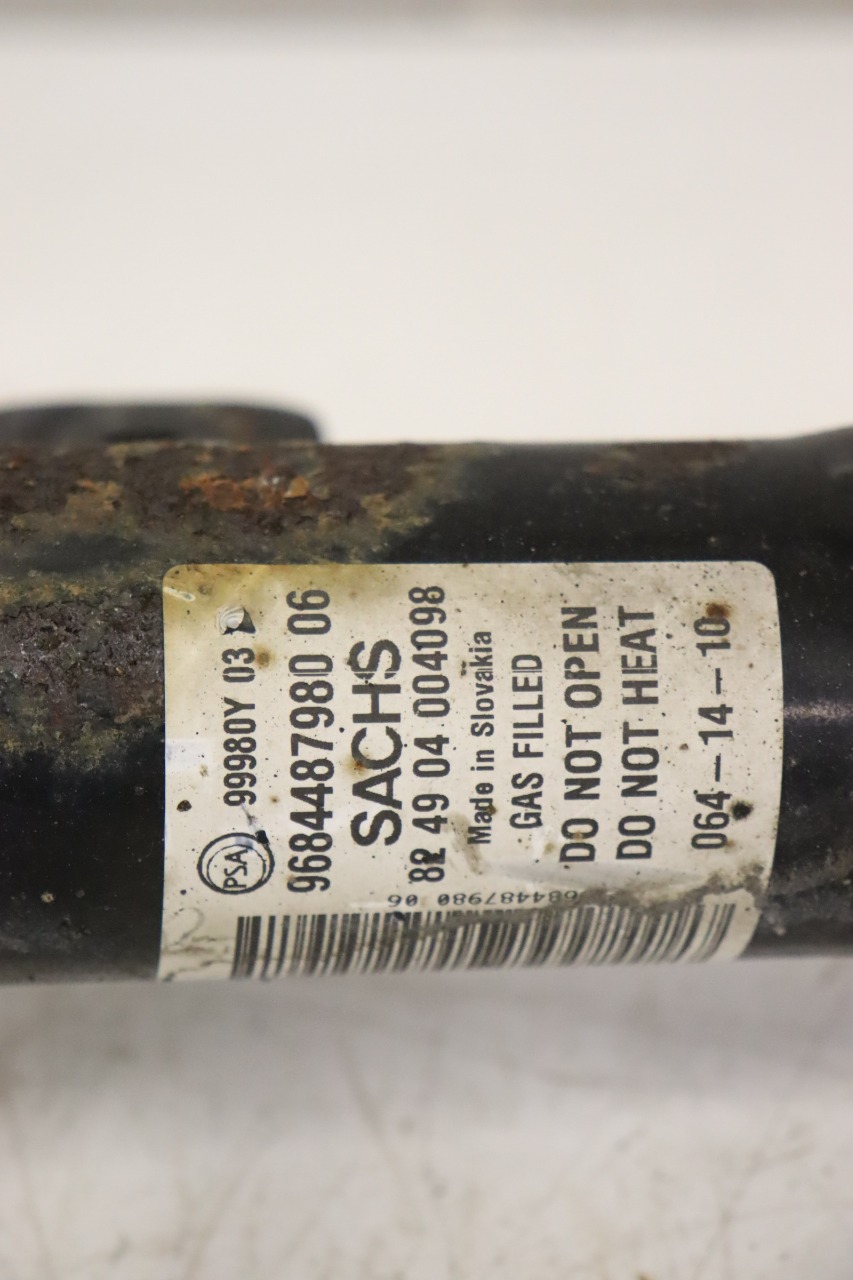 PSA 99980Y 03
9684487980 06
SACHS
82 49 04 004098
Made in Slovakia
GAS FILLED
DO NOT OPEN
DO NOT HEAT
064-14-10
684487980 06